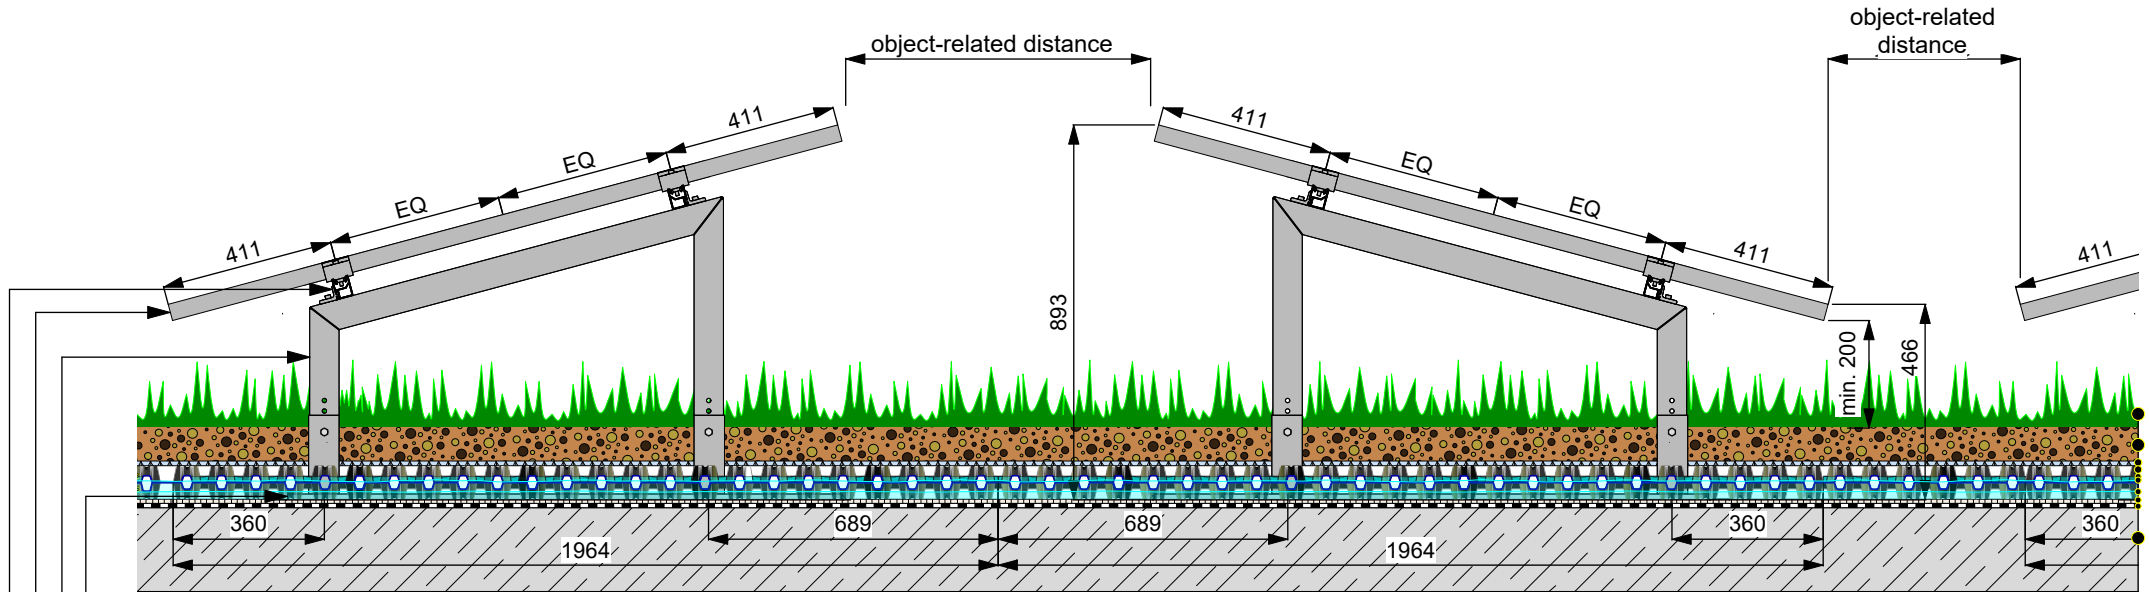 object-related
distance
object-related distance
411
EQ
EQ
411
411
EQ
EQ
411
411
893
min. 200
466
360
689
689
360
360
1964
1964